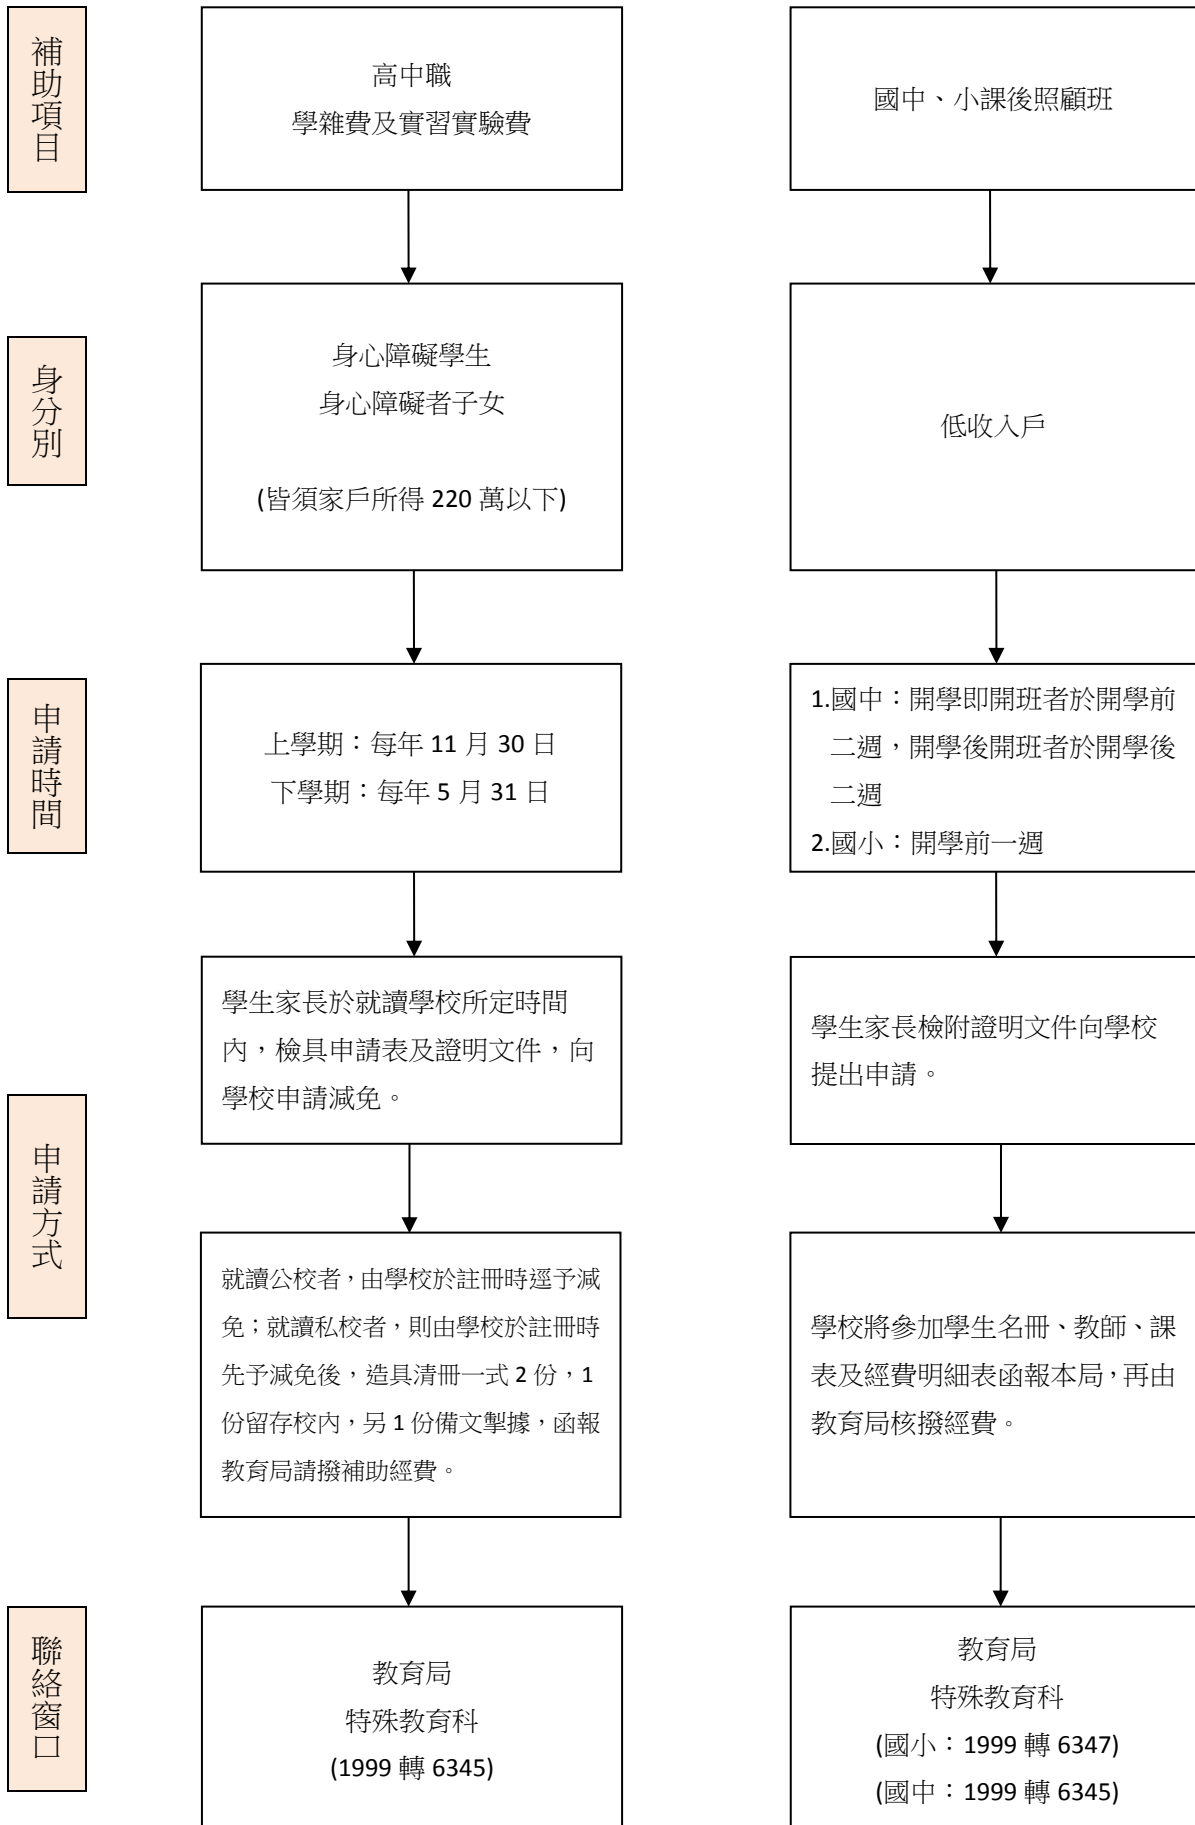 補助項目
高中職
學雜費及實習實驗費
國中、小課後照顧班
身分別
身心障礙學生
身心障礙者子女
(皆須家戶所得 220 萬以下)
低收入戶
申請時間
上學期：每年 11 月 30 日
下學期：每年 5 月 31 日
1.國中：開學即開班者於開學前
二週，開學後開班者於開學後
二週
2.國小：開學前一週
申請方式
學生家長於就讀學校所定時間
內，檢具申請表及證明文件，向
學校申請減免。
學生家長檢附證明文件向學校
提出申請。
就讀公校者，由學校於註冊時逕予減
免；就讀私校者，則由學校於註冊時
先予減免後，造具清冊一式 2 份，1
份留存校內，另 1 份備文掣據，函報
教育局請撥補助經費。
學校將參加學生名冊、教師、課
表及經費明細表函報本局，再由
教育局核撥經費。
聯絡窗口
教育局
特殊教育科
(1999 轉 6345)
教育局
特殊教育科
(國小：1999 轉 6347)
(國中：1999 轉 6345)